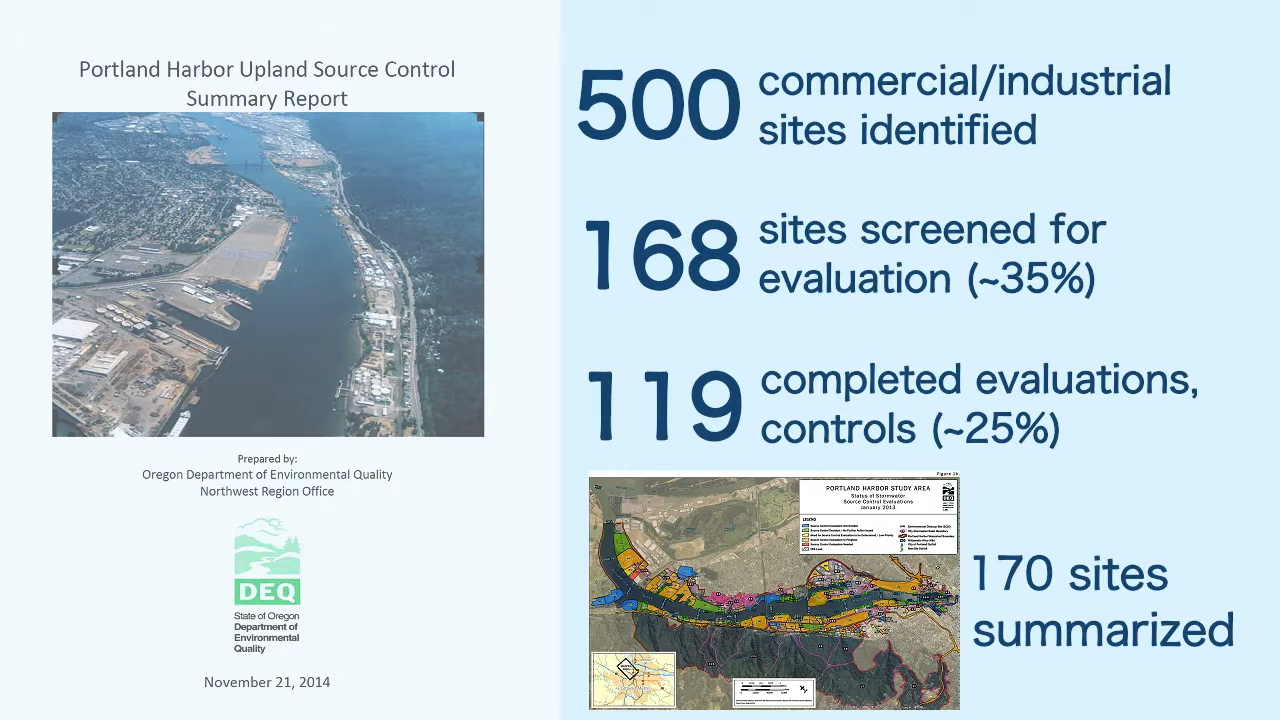 Portland Harbor Upland Source Control
Summary Report
Prepared by:
Oregon Department of Environmental Quality
Northwest Region Office
DEQ
State of Oregon
Department of
Environmental
Quality
November 21, 2014
500 commercial/industrial
sites identified
168 sites screened for
evaluation (~35%)
119 completed evaluations,
controls (~25%)
PORTLAND HARBOR STUDY AREA
Status of Stormwater
Source Control Evaluations
January 2013
LEGEND
170 sites
summarized